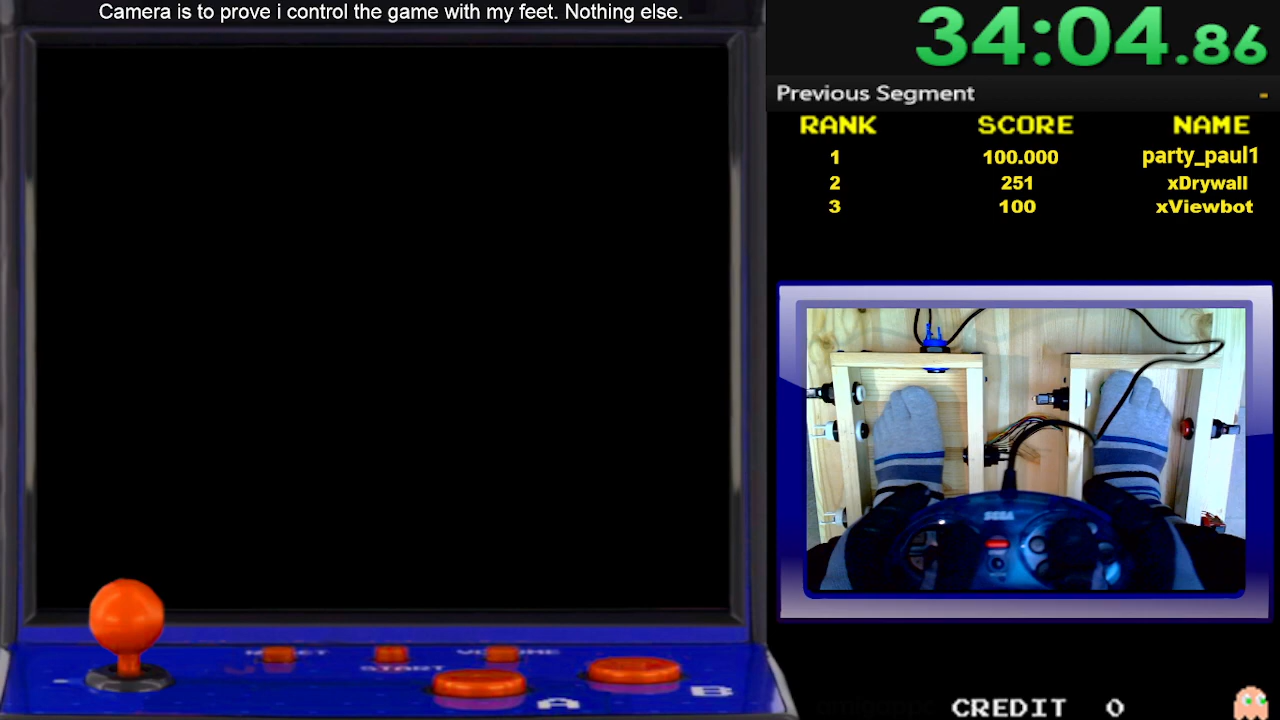 Camera is to prove i control the game with my feet. Nothing else.
34:04.86
Previous Segment -
RANK SCORE NAME
1 100.000 party_paul1
2 251 xDrywall
3 100 xViewbot
SEGA
START
A
B
CREDIT 0